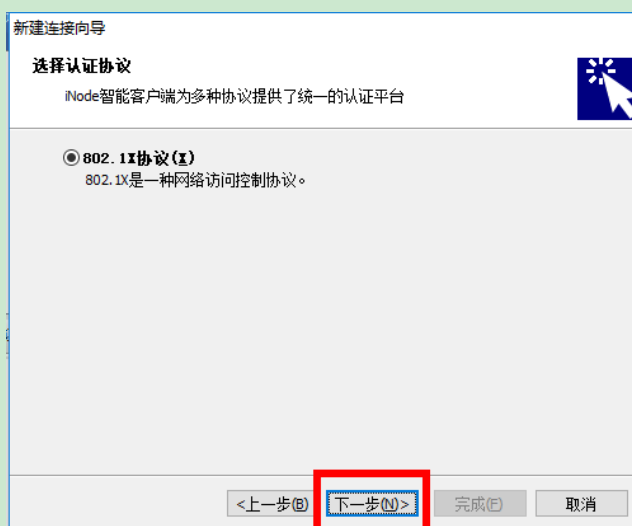 新建连接向导
选择认证协议
iNode智能客户端为多种协议提供了统一的认证平台
802.1X协议(X)
802.1X是一种网络访问控制协议。
<上一步(B) 下一步(N)> 完成(F) 取消